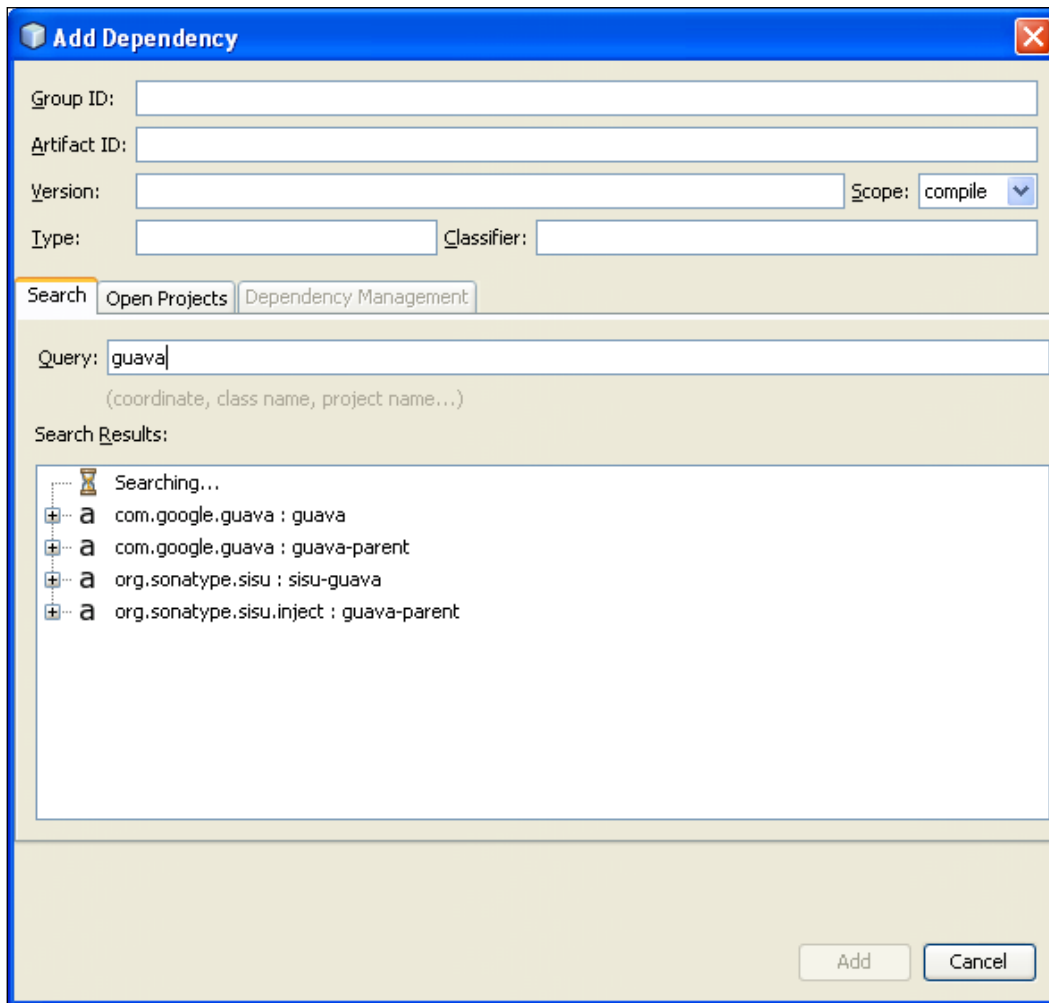 Add Dependency
Group ID:
Artifact ID:
Version: Scope: compile
Type: Classifier:
Search Open Projects Dependency Management
Query: guava
(coordinate, class name, project name...)
Search Results:
Searching...
a com.google.guava : guava
a com.google.guava : guava-parent
a org.sonatype.sisu : sisu-guava
a org.sonatype.sisu.inject : guava-parent
Add Cancel